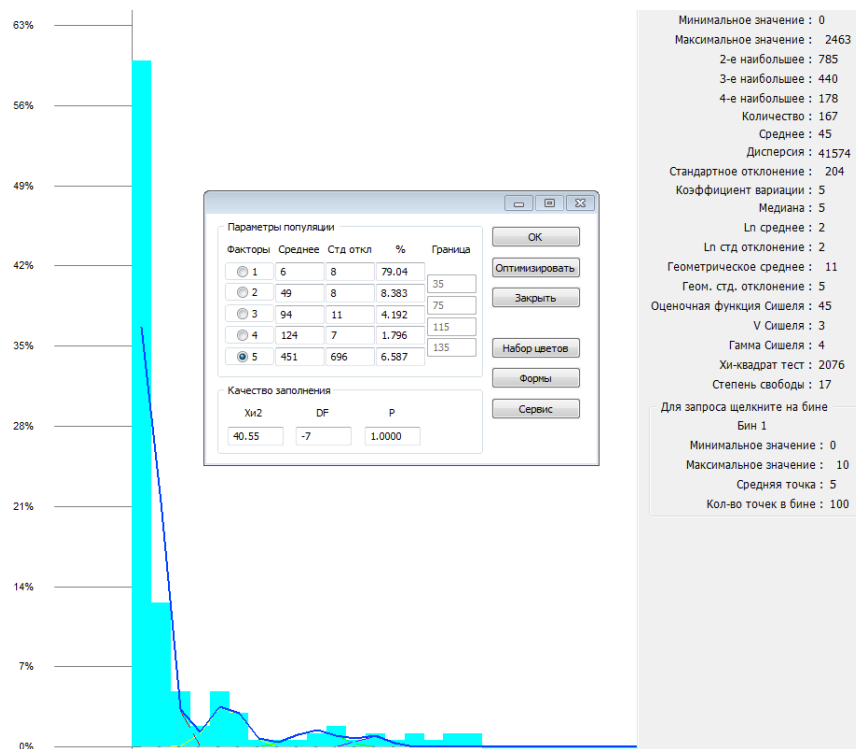 63%
56%
49%
42%
35%
28%
21%
14%
7%
0%
Параметры популяции
Факторы Среднее Стд откл % Граница
1 6 8 79.04
35
2 49 8 8.383
75
3 94 11 4.192
115
4 124 7 1.796
135
5 451 696 6.587
Качество заполнения
Хи2 DF P
40.55 -7 1.0000
OK
Оптимизировать
Закрыть
Набор цветов
Формы
Сервис
Минимальное значение : 0
Максимальное значение : 2463
2-е наибольшее : 785
3-е наибольшее : 440
4-е наибольшее : 178
Количество : 167
Среднее : 45
Дисперсия : 41574
Стандартное отклонение : 204
Коэффициент вариации : 5
Медиана : 5
Ln среднее : 2
Ln стд отклонение : 2
Геометрическое среднее : 11
Геом. стд. отклонение : 5
Оценочная функция Сишеля : 45
V Сишеля : 3
Гамма Сишеля : 4
Хи-квадрат тест : 2076
Степень свободы : 17
Для запроса щелкните на бине
Бин 1
Минимальное значение : 0
Максимальное значение : 10
Средняя точка : 5
Кол-во точек в бине : 100